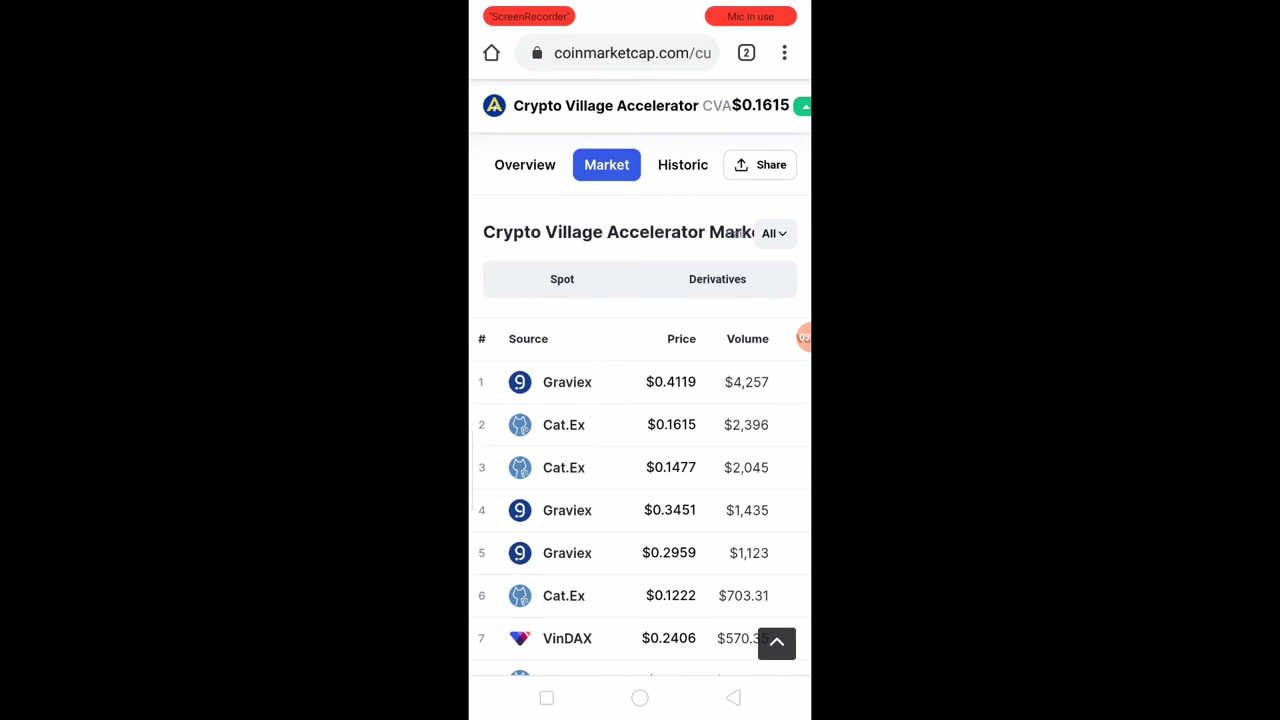 "ScreenRecorder"
Mic in use
coinmarketcap.com/cu
2
Crypto Village Accelerator CVA $0.1615
Overview
Market
Historic
Share
Crypto Village Accelerator Marke
All
Spot
Derivatives
# Source Price Volume
1 Graviex $0.4119 $4,257
2 Cat.Ex $0.1615 $2,396
3 Cat.Ex $0.1477 $2,045
4 Graviex $0.3451 $1,435
5 Graviex $0.2959 $1,123
6 Cat.Ex $0.1222 $703.31
7 VinDAX $0.2406